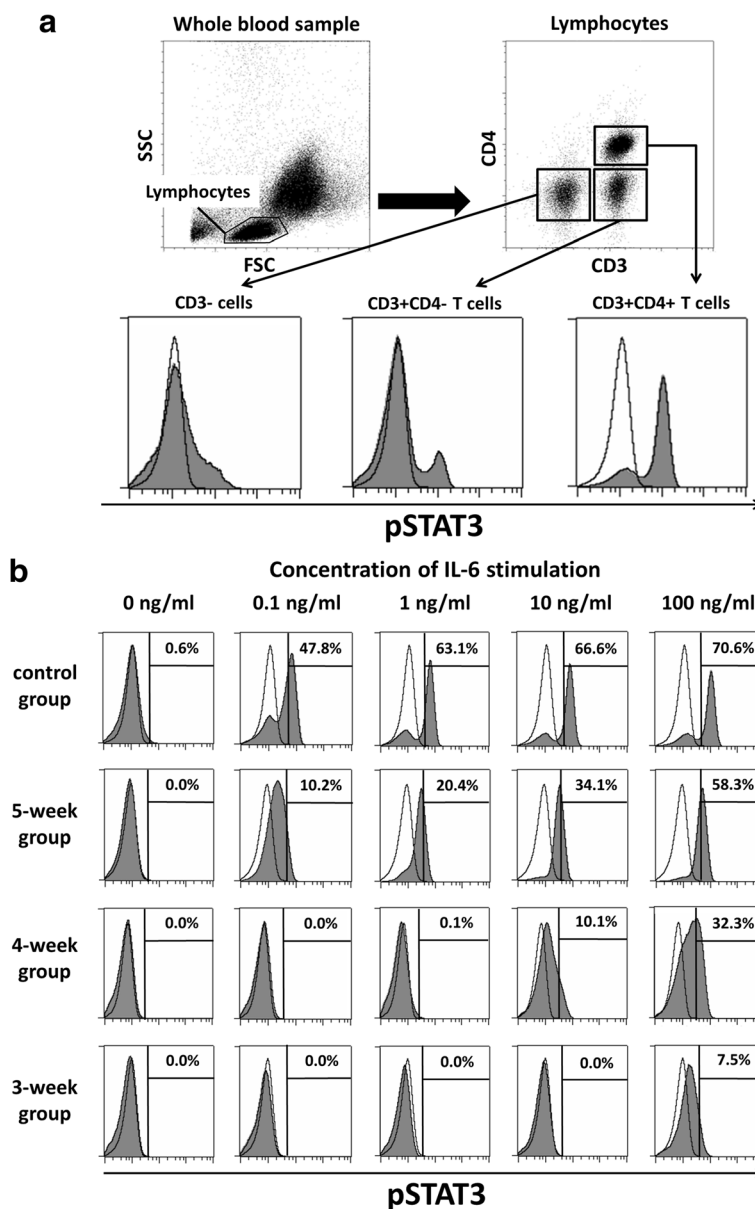 a
Whole blood sample
Lymphocytes
SSC
Lymphocytes
FSC
CD4
CD3
CD3- cells
CD3+CD4- T cells
CD3+CD4+ T cells
pSTAT3
b
Concentration of IL-6 stimulation
0 ng/ml
0.1 ng/ml
1 ng/ml
10 ng/ml
100 ng/ml
control
group
0.6%
47.8%
63.1%
66.6%
70.6%
5-week
group
0.0%
10.2%
20.4%
34.1%
58.3%
4-week
group
0.0%
0.0%
0.1%
10.1%
32.3%
3-week
group
0.0%
0.0%
0.0%
0.0%
7.5%
pSTAT3